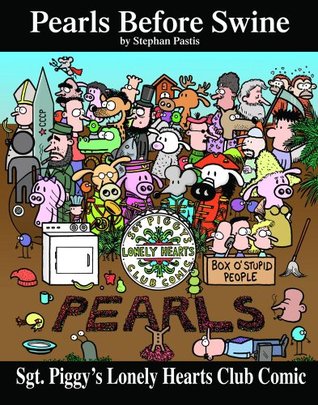 Pearls Before Swine
by Stephan Pastis
CCCP
SGT. PIGGY'S
LONELY HEARTS
CLUB COMIC
BOX O' STUPID
PEOPLE
PEARLS
Sgt. Piggy's Lonely Hearts Club Comic